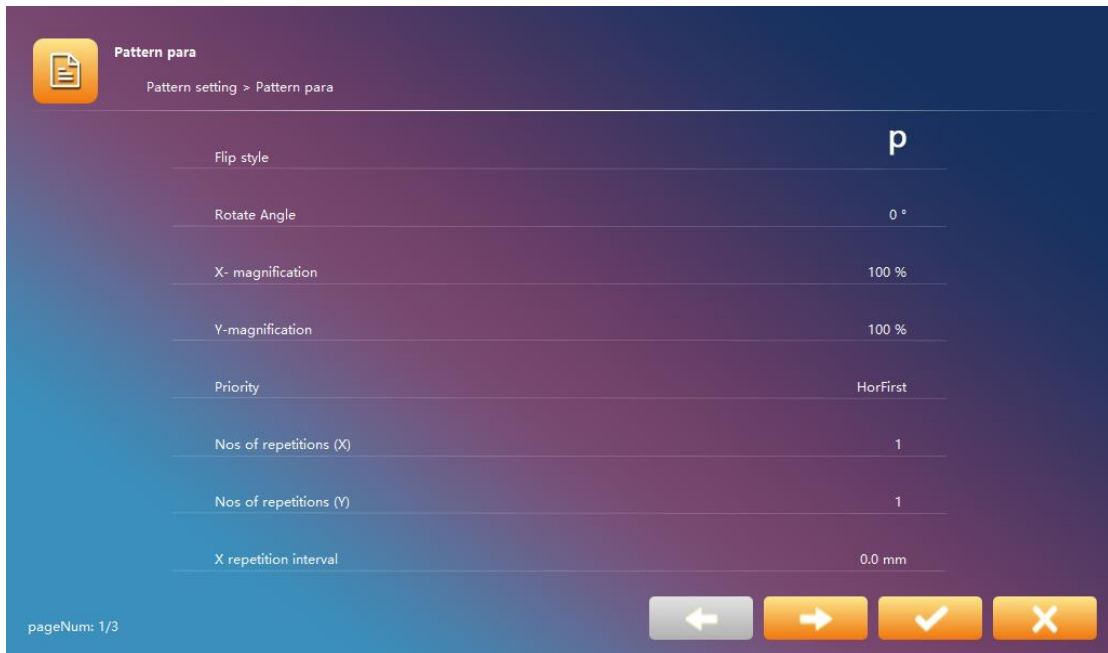 Pattern para
Pattern setting > Pattern para
Flip style p
Rotate Angle 0 °
X- magnification 100 %
Y-magnification 100 %
Priority HorFirst
Nos of repetitions (X) 1
Nos of repetitions (Y) 1
X repetition interval 0.0 mm
pageNum: 1/3